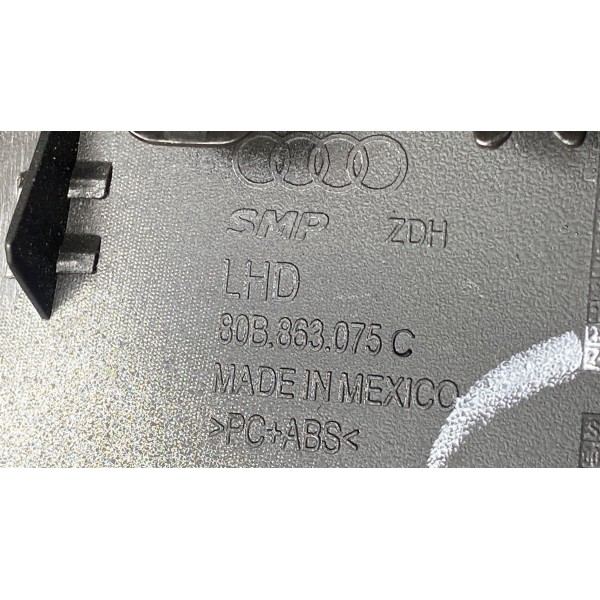 SMP ZDH
LHD
80B.863.075 C
MADE IN MEXICO
>PC+ABS<